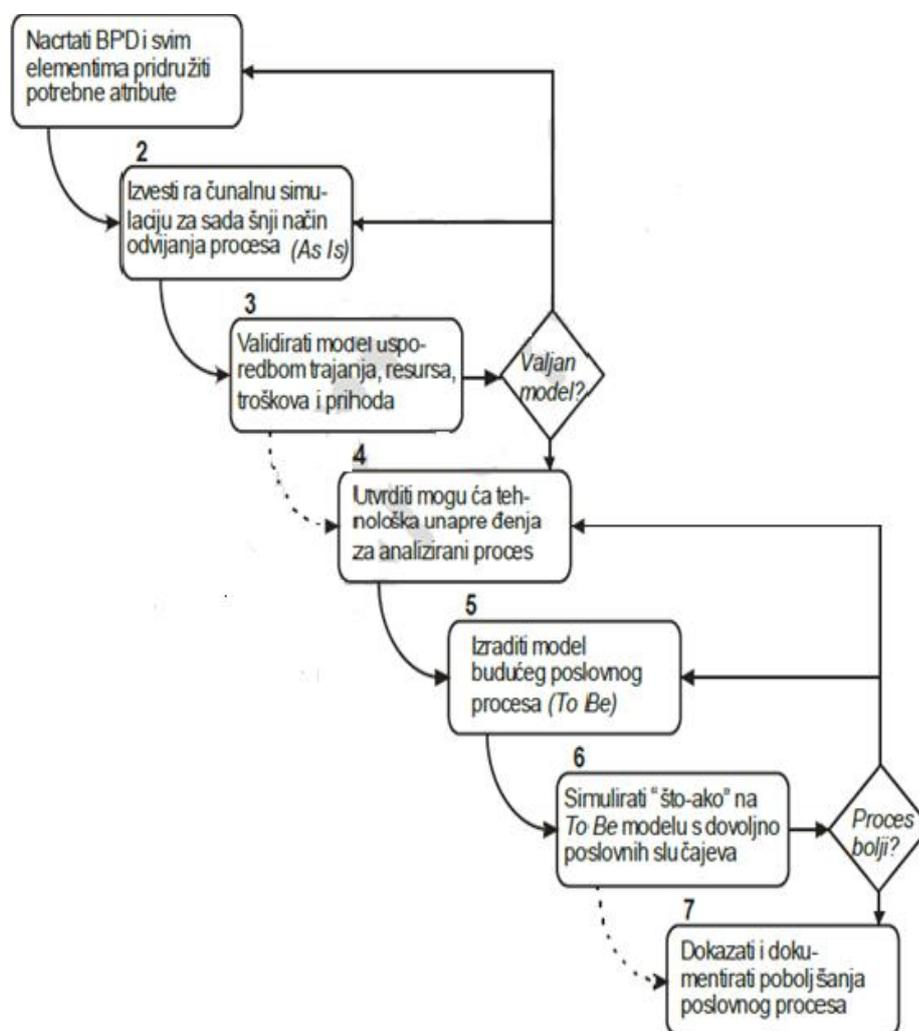 Nacrtati BPD i svim
elementima pridružiti
potrebne atribute
2
Izvesti ra čunalnu simu-
laciju za sada šnji način
odvijanja procesa (As Is)
3
Validirati model uspo-
redbom trajanja, resursa,
troškova i prihoda
Valjan
model?
4
Utvrditi mogu ća teh-
nološka unapre đenja
za analizirani proces
5
Izraditi model
budućeg poslovnog
procesa (To Be)
6
Simulirati "što-ako" na
To Be modelu s dovoljno
poslovnih slu čajeva
Proces
bolji?
7
Dokazati i doku-
mentirati pobolj šanja
poslovnog procesa